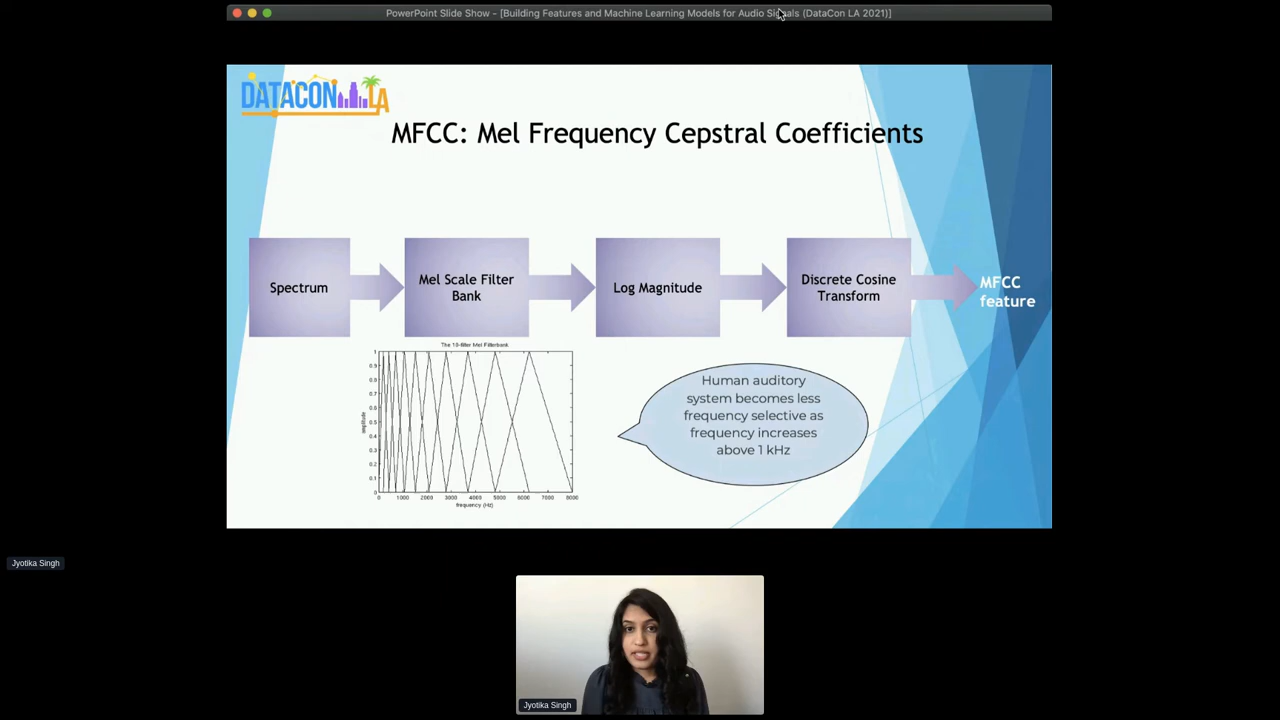 PowerPoint Slide Show - [Building Features and Machine Learning Models for Audio Signals (DataCon LA 2021)]
DATACON LA
MFCC: Mel Frequency Cepstral Coefficients
Spectrum
Mel Scale Filter
Bank
Log Magnitude
Discrete Cosine
Transform
MFCC
feature
The 10-filter Mel Filterbank
1
0.9
0.8
0.7
0.6
0.5
0.4
0.3
0.2
0.1
0
amplitude
0 1000 2000 3000 4000 5000 6000 7000 8000
frequency (Hz)
Human auditory
system becomes less
frequency selective as
frequency increases
above 1 kHz
Jyotika Singh
Jyotika Singh